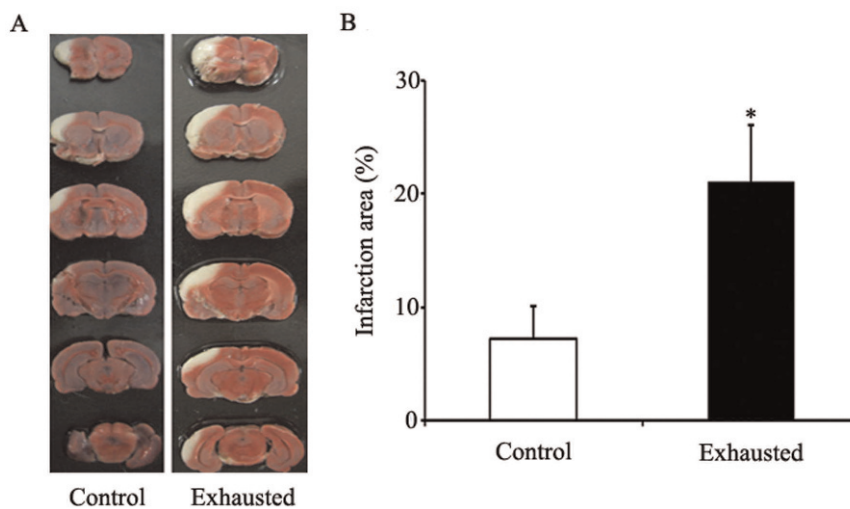 A
Control
Exhausted
B
Infarction area (%)
30
20
10
0
*
Control
Exhausted